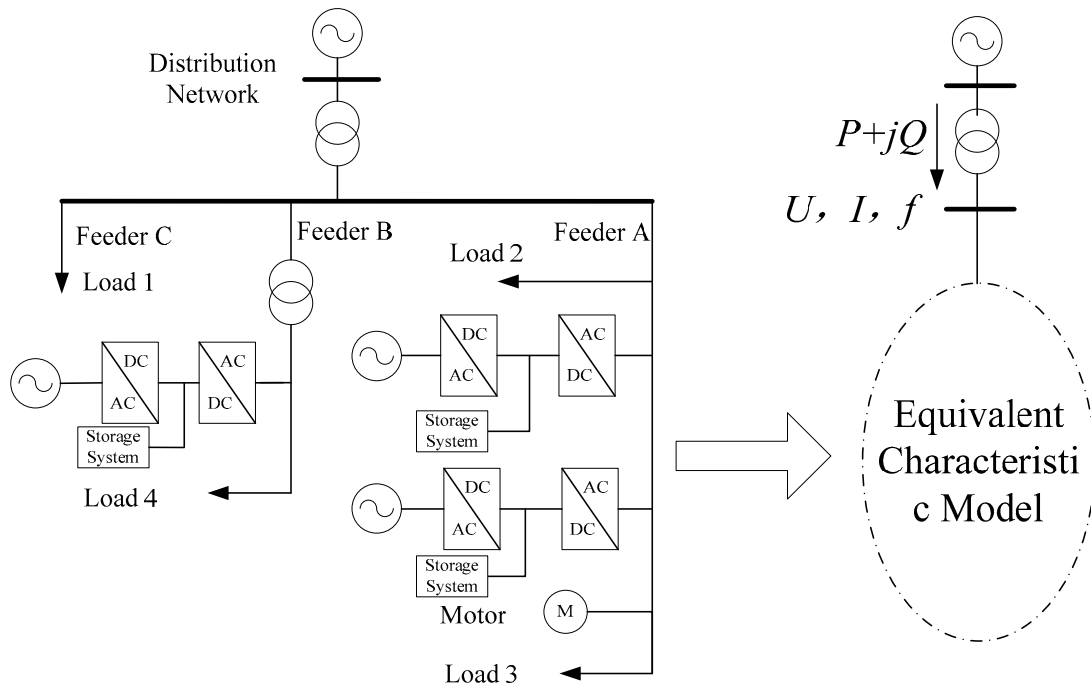 Distribution
Network
P+jQ
U, I, f
Feeder C
Feeder B
Feeder A
Load 1
Load 2
DC
AC
AC
DC
Storage
System
Load 4
DC
AC
AC
DC
Storage
System
DC
AC
AC
DC
Storage
System
Motor
M
Load 3
Equivalent
Characteristi
c Model